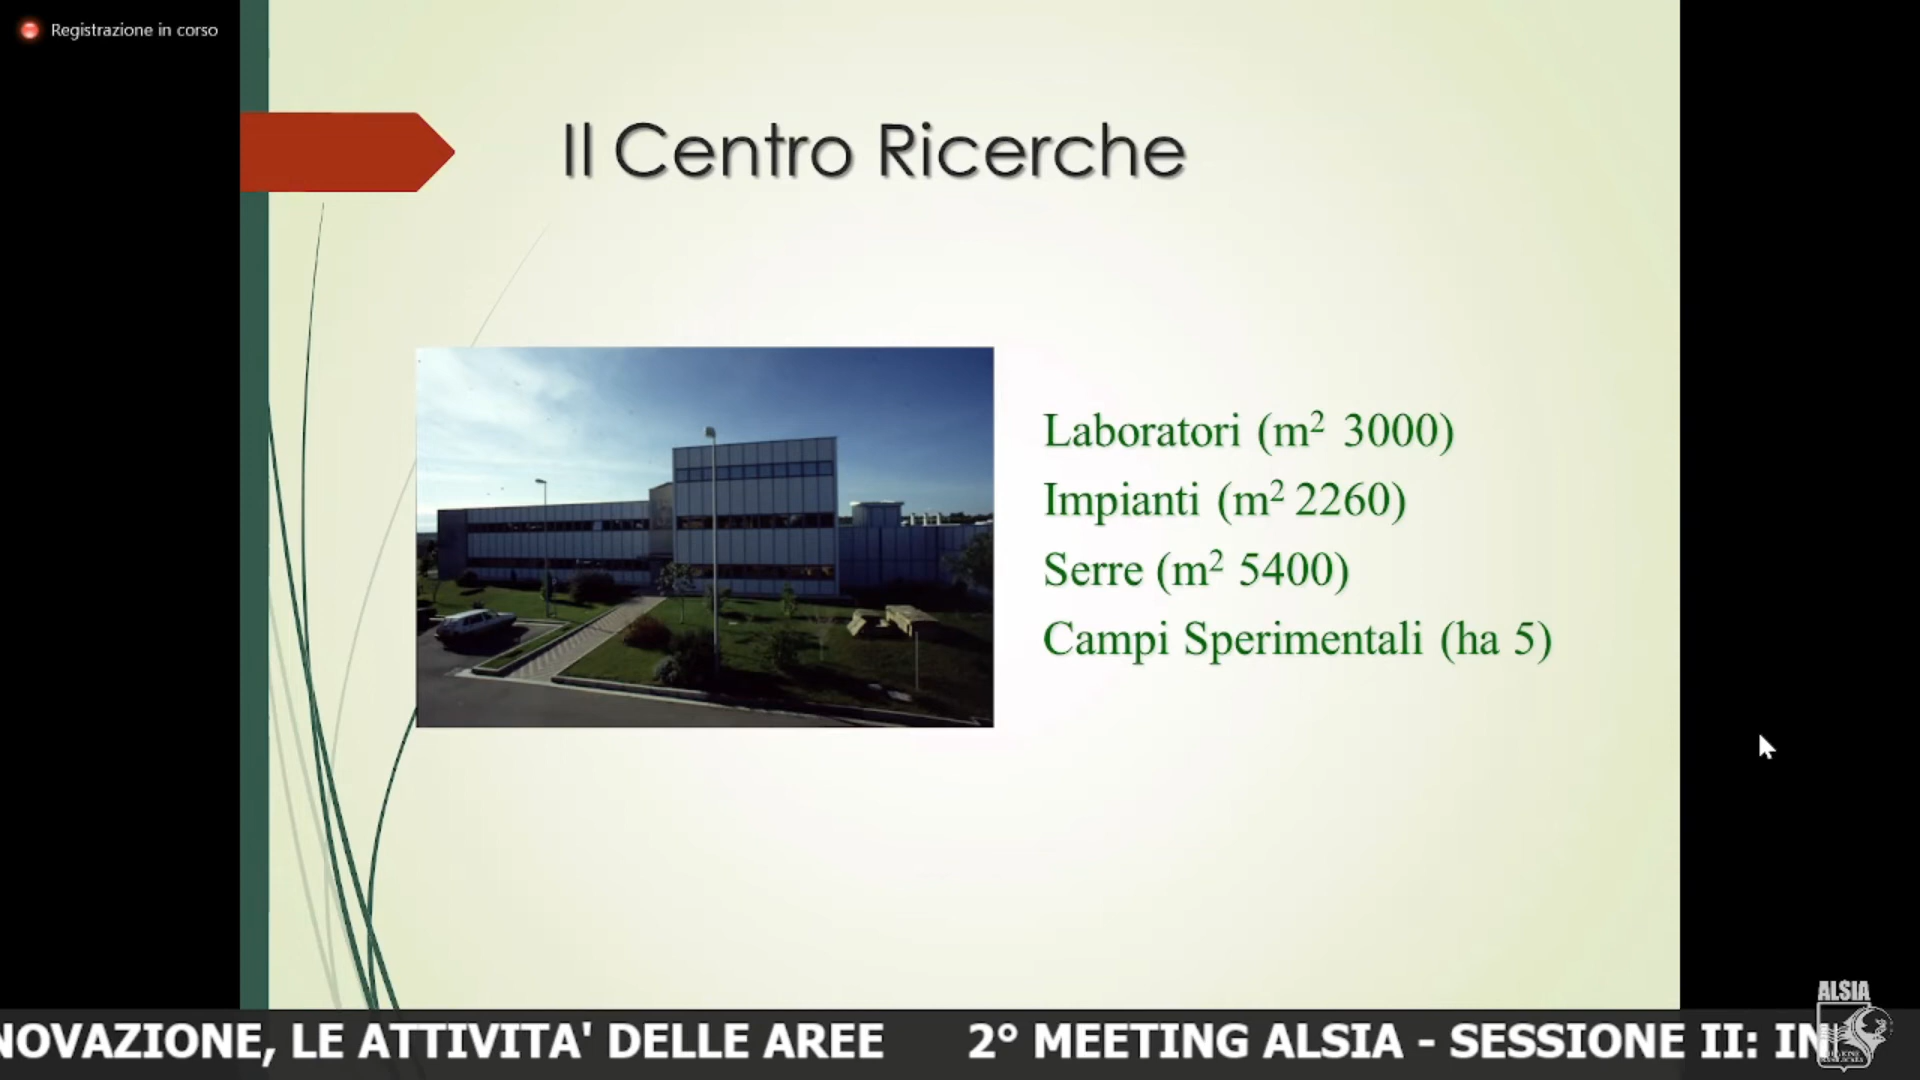 Registrazione in corso
Il Centro Ricerche
Laboratori (m² 3000)
Impianti (m² 2260)
Serre (m² 5400)
Campi Sperimentali (ha 5)
NOVAZIONE, LE ATTIVITA' DELLE AREE 2° MEETING ALSIA - SESSIONE II: IN
ALSIA